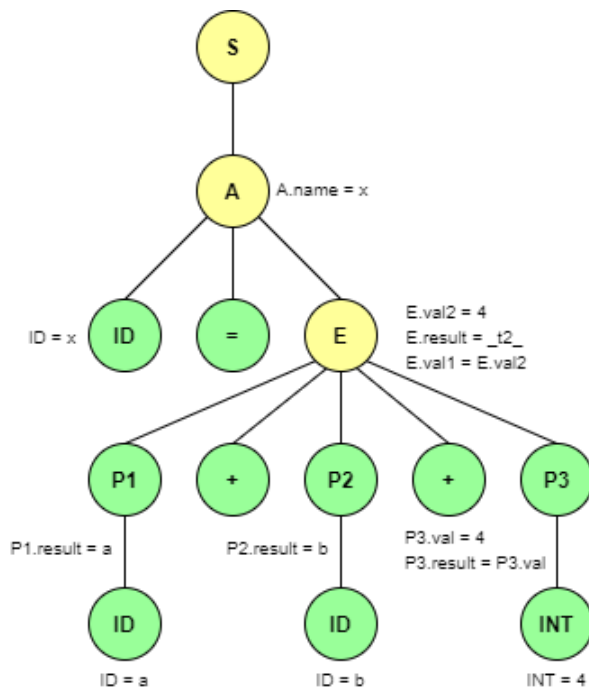 S
A
A.name = x
ID = x
ID
=
E
E.val2 = 4
E.result = _t2_
E.val1 = E.val2
P1
+
P2
+
P3
P1.result = a
P2.result = b
P3.val = 4
P3.result = P3.val
ID
ID
INT
ID = a
ID = b
INT = 4